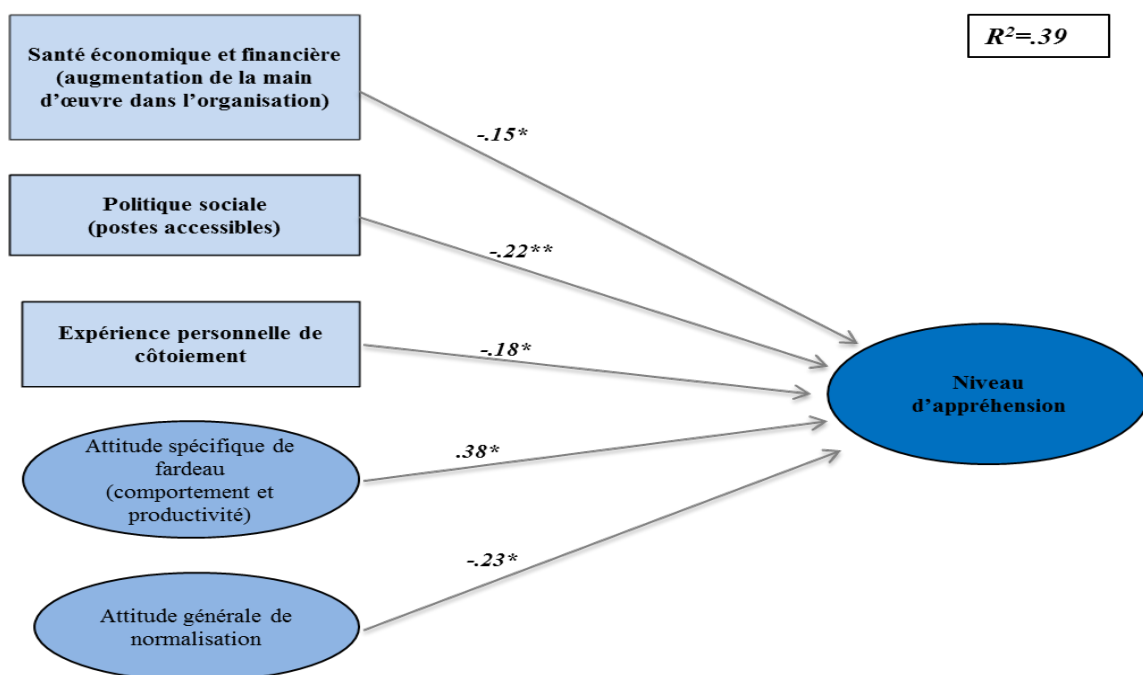 R²=.39
Santé économique et financière
(augmentation de la main
d’œuvre dans l’organisation)
-.15*
Politique sociale
(postes accessibles)
-.22**
Expérience personnelle de
côtoiement
-.18*
Niveau
d’appréhension
Attitude spécifique de
fardeau
(comportement et
productivité)
.38*
-.23*
Attitude générale de
normalisation